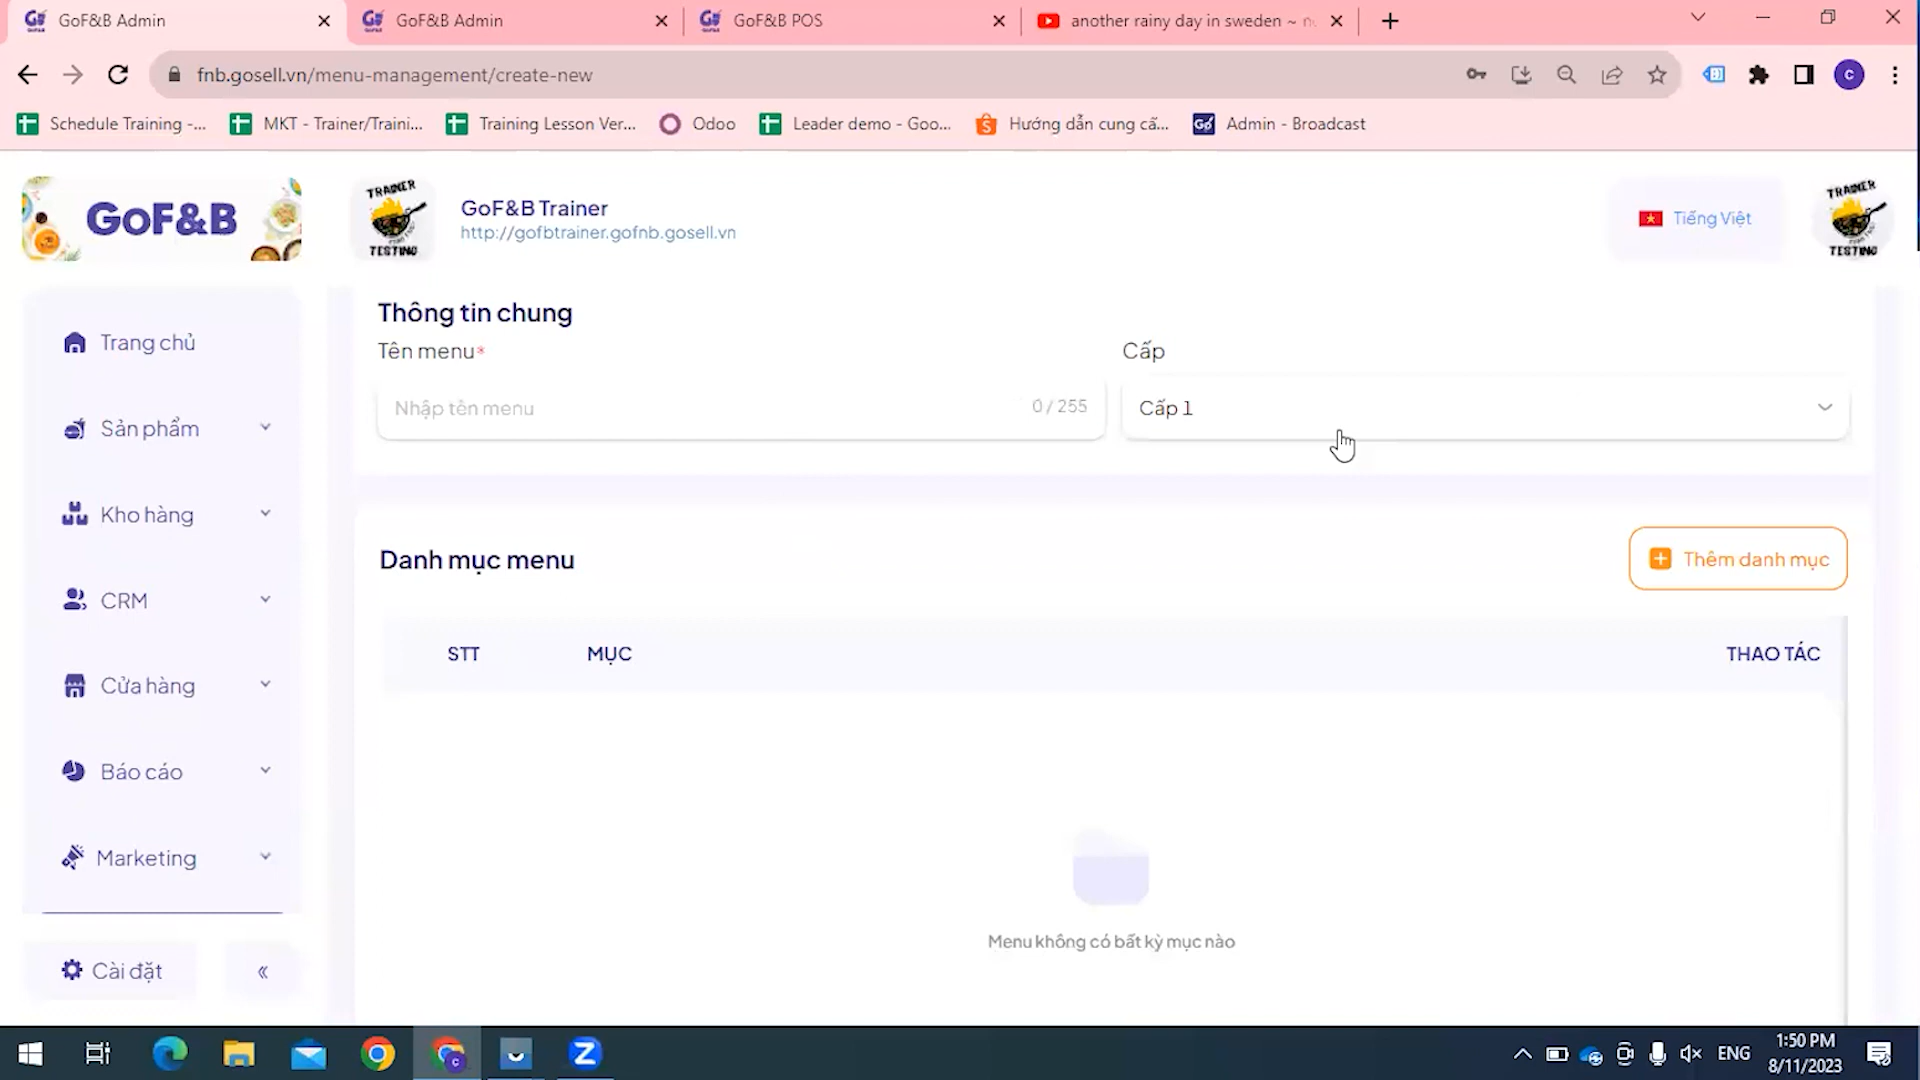 GoF&B Admin
GoF&B Admin
GoF&B POS
another rainy day in sweden ~
fnb.gosell.vn/menu-management/create-new
C
Schedule Training -...
MKT - Trainer/Traini...
Training Lesson Ver...
Odoo
Leader demo - Goo...
Hướng dẫn cung cấ...
Admin - Broadcast
GoF&B
TRAINER
TESTING
GoF&B Trainer
http://gofbtrainer.gofnb.gosell.vn
Tiếng Việt
TRAINER
TESTING
Trang chủ
Sản phẩm
Kho hàng
CRM
Cửa hàng
Báo cáo
Marketing
Cài đặt
Thông tin chung
Tên menu*
Nhập tên menu
0 / 255
Cấp
Cấp 1
Danh mục menu
Thêm danh mục
STT
MỤC
THAO TÁC
Menu không có bất kỳ mục nào
ENG
1:50 PM
8/11/2023